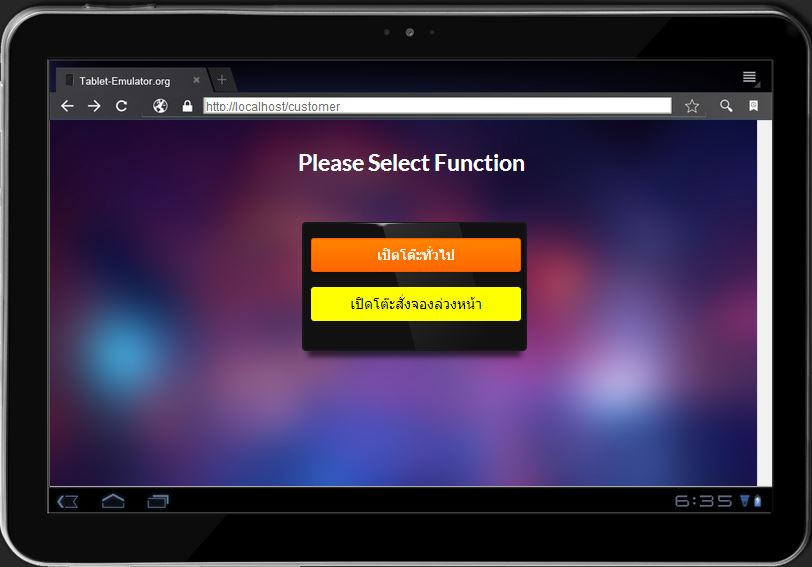 Tablet-Emulator.org
http://localhost/customer
Please Select Function
เปิดโต๊ะทั่วไป
เปิดโต๊ะสั่งจองล่วงหน้า
6:35